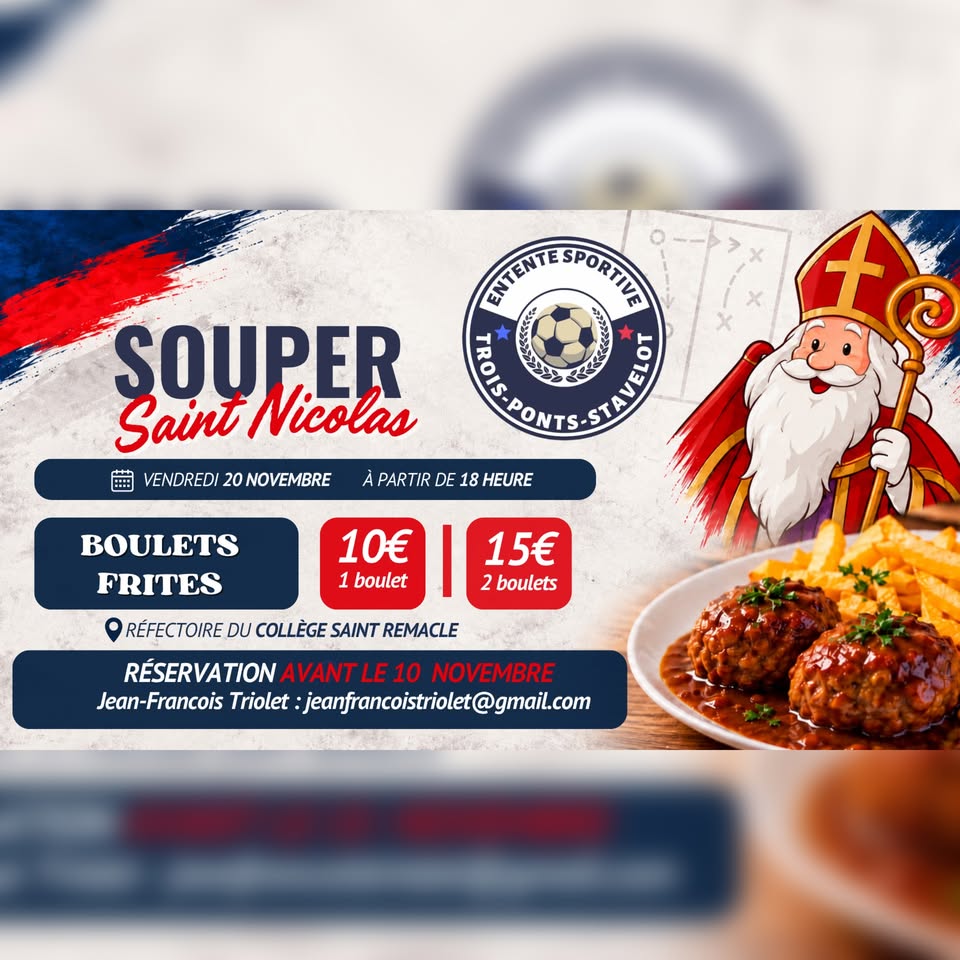 ENTENTE SPORTIVE
TROIS-PONTS-STAVELOT
SOUPER
Saint Nicolas
VENDREDI 20 NOVEMBRE À PARTIR DE 18 HEURE
BOULETS
FRITES
10€
1 boulet
15€
2 boulets
RÉFECTOIRE DU COLLÈGE SAINT REMACLE
RÉSERVATION AVANT LE 10 NOVEMBRE
Jean-Francois Triolet : jeanfrancoistriolet@gmail.com